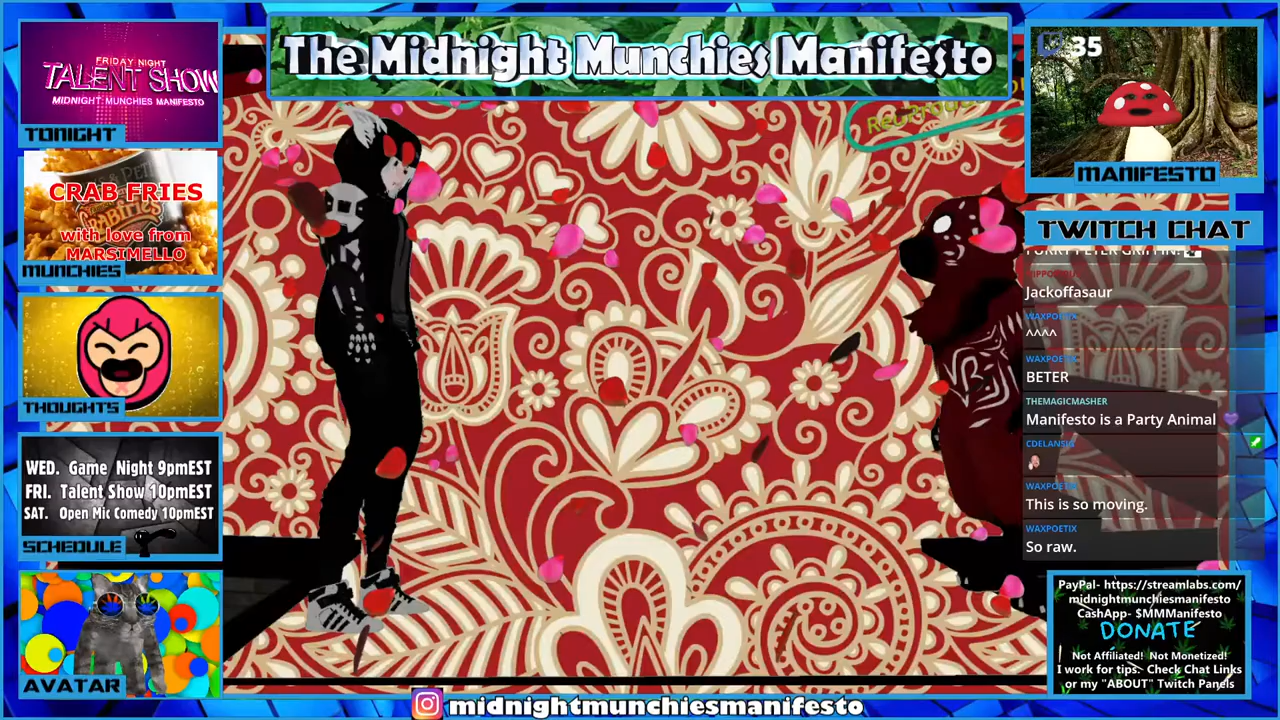 The Midnight Munchies Manifesto
FRIDAY NIGHT
TALENT SHOW
MIDNIGHT MUNCHIES MANIFESTO
TONIGHT
CRAB FRIES
with love from
MARSIMELLO
MUNCHIES
THOUGHTS
WED. Game Night 9pmEST
FRI. Talent Show 10pmEST
SAT. Open Mic Comedy 10pmEST
SCHEDULE
AVATAR
35
MANIFESTO
TWITCH CHAT
FURRY PETER GRIFFIN!
Jackoffasaur
WAXPOETIX
^^^^
WAXPOETIX
BETER
THEMAGICMASHER
Manifesto is a Party Animal
WAXPOETIX
This is so moving.
WAXPOETIX
So raw.
PayPal- https://streamlabs.com/
midnightmunchiesmanifesto
CashApp- $MMManifesto
DONATE
Not Affiliated! Not Monetized!
I work for tips. Check Chat Links
or my "ABOUT" Twitch Panels
midnightmunchiesmanifesto